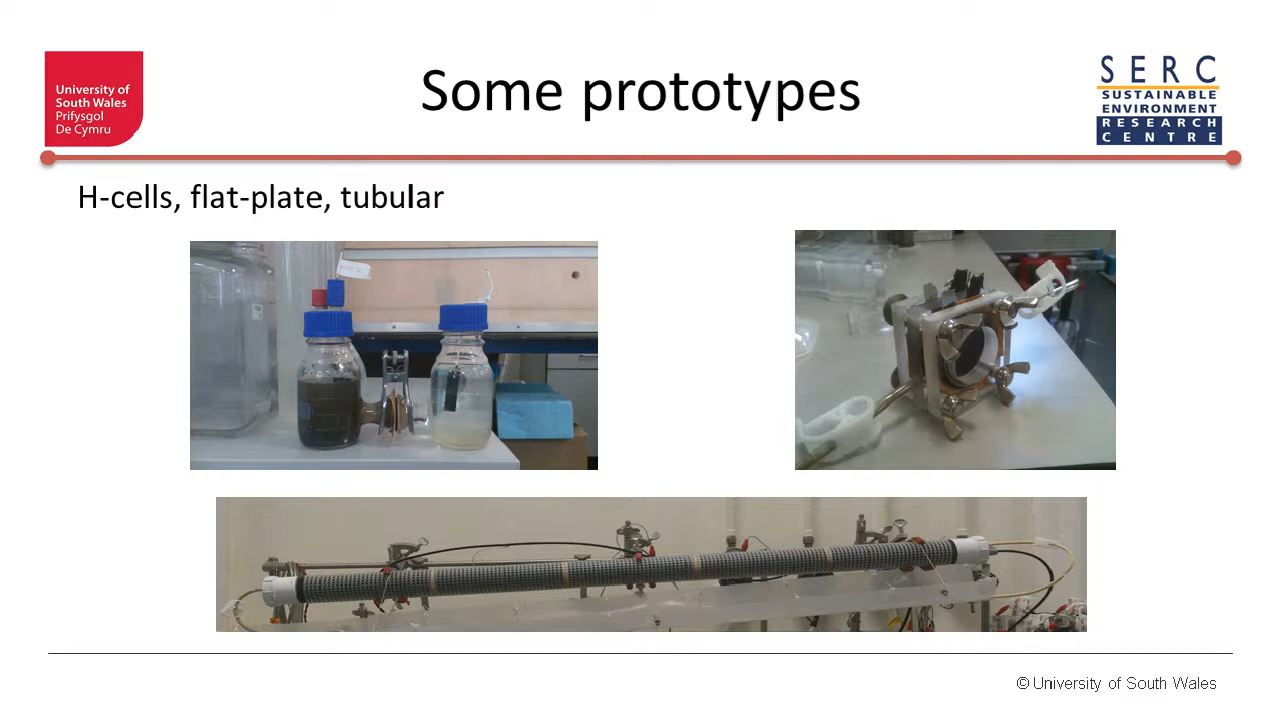 University of
South Wales
Prifysgol
De Cymru
Some prototypes
SERC
SUSTAINABLE
ENVIRONMENT
RESEARCH
CENTRE
H-cells, flat-plate, tubular
© University of South Wales